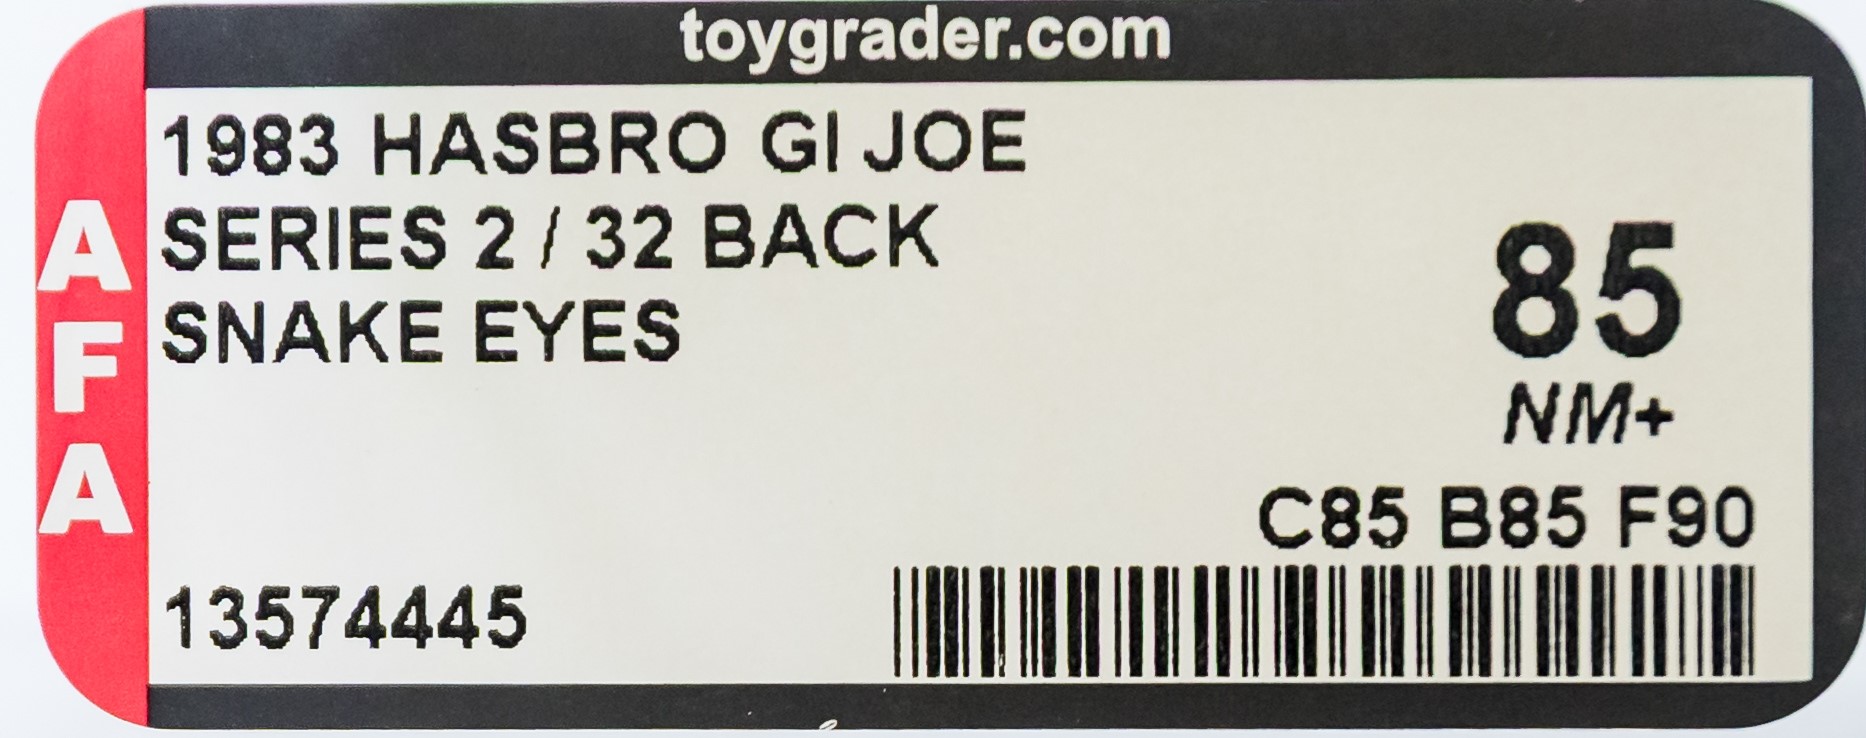 toygrader.com
AFA
1983 HASBRO GI JOE
SERIES 2 / 32 BACK
SNAKE EYES
85
NM+
C85 B85 F90
13574445